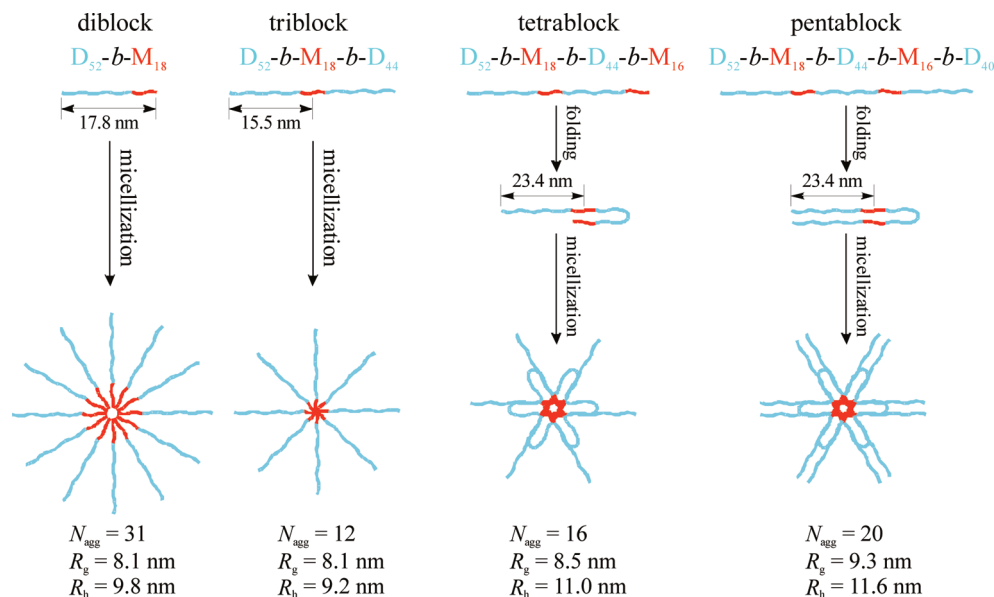 diblock
D52-b-M18
17.8 nm
micellization
Nagg = 31
Rg = 8.1 nm
Rh = 9.8 nm
triblock
D52-b-M18-b-D44
15.5 nm
micellization
Nagg = 12
Rg = 8.1 nm
Rh = 9.2 nm
tetrablock
D52-b-M18-b-D44-b-M16
folding
23.4 nm
micellization
Nagg = 16
Rg = 8.5 nm
Rh = 11.0 nm
pentablock
D52-b-M18-b-D44-b-M16-b-D40
folding
23.4 nm
micellization
Nagg = 20
Rg = 9.3 nm
Rh = 11.6 nm